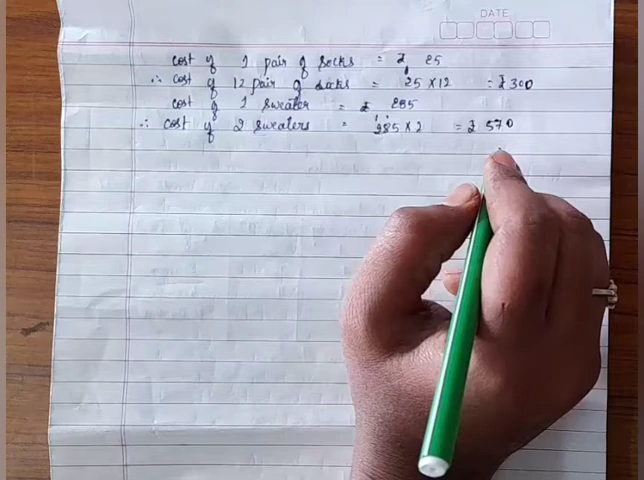 DATE
cost of 1 pair of socks = ₹ 25
∴ cost of 12 pair of socks = 25 × 12 = ₹ 300
cost of 1 sweater = ₹ 285
∴ cost of 2 sweaters = 285 × 2 = ₹ 570